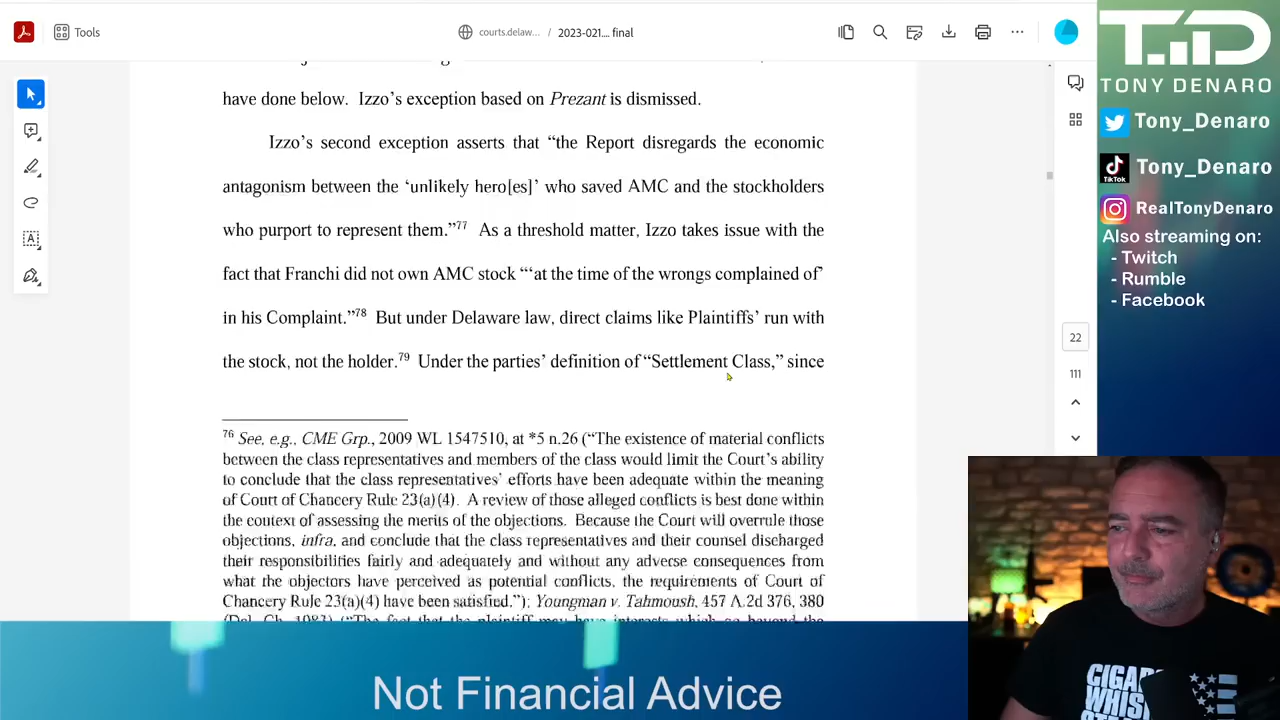 Tools
courts.delaw... / 2023-021.... final
have done below. Izzo's exception based on Prezant is dismissed.
Izzo's second exception asserts that “the Report disregards the economic
antagonism between the ‘unlikely hero[es]’ who saved AMC and the stockholders
who purport to represent them.”77 As a threshold matter, Izzo takes issue with the
fact that Franchi did not own AMC stock “‘at the time of the wrongs complained of’
in his Complaint.”78 But under Delaware law, direct claims like Plaintiffs’ run with
the stock, not the holder.79 Under the parties’ definition of “Settlement Class,” since
76 See, e.g., CME Grp., 2009 WL 1547510, at *5 n.26 (“The existence of material conflicts
between the class representatives and members of the class would limit the Court’s ability
to conclude that the class representatives’ efforts have been adequate within the meaning
of Court of Chancery Rule 23(a)(4). A review of those alleged conflicts is best done within
the context of assessing the merits of the objections. Because the Court will overrule those
objections, infra, and conclude that the class representatives and their counsel discharged
their responsibilities fairly and adequately and without any adverse consequences from
what the objectors have perceived as potential conflicts, the requirements of Court of
Chancery Rule 23(a)(4) have been satisfied.”); Youngman v. Tahmoush, 457 A.2d 376, 380
22
111
TD
TONY DENARO
Tony_Denaro
TikTok
Tony_Denaro
RealTonyDenaro
Also streaming on:
- Twitch
- Rumble
- Facebook
Not Financial Advice